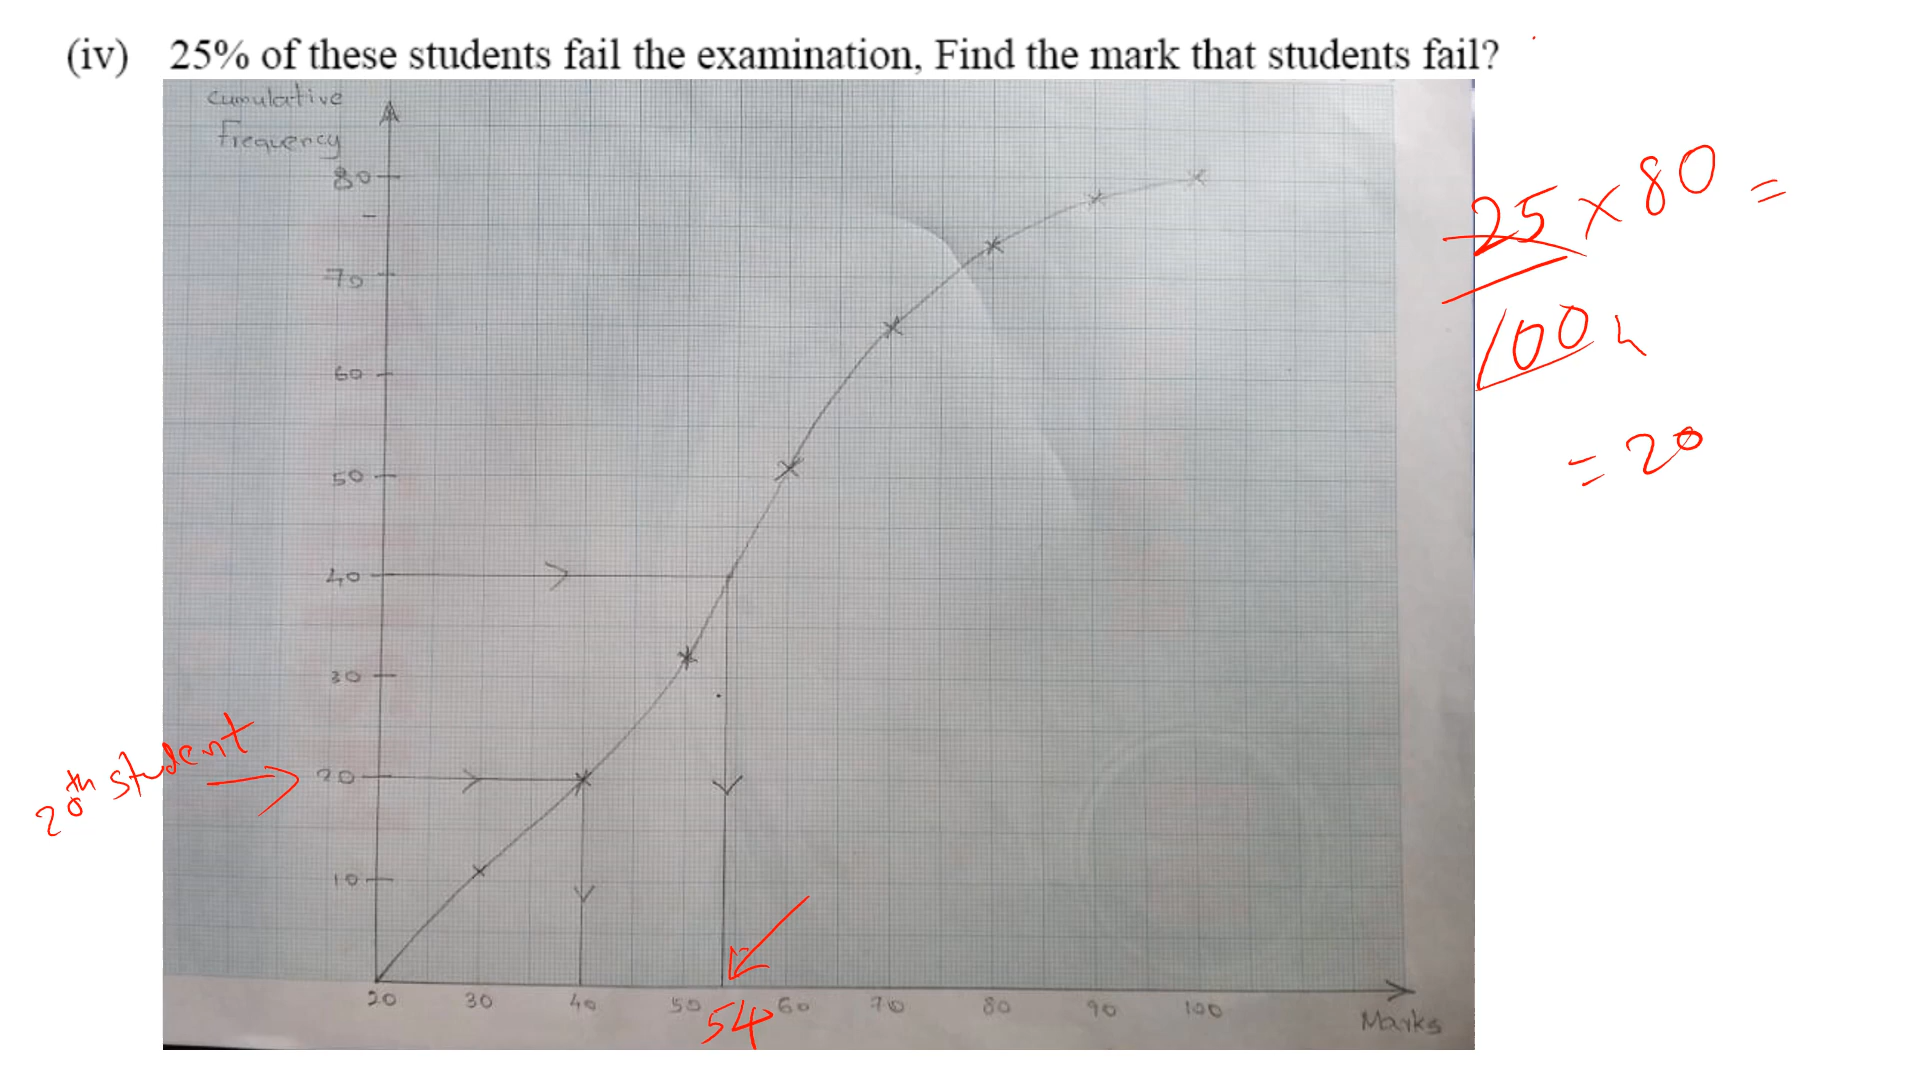 (iv) 25% of these students fail the examination, Find the mark that students fail?
Cumulative
Frequency
80
70
60
50
40
30
20
10
20 30 40 50 60 70 80 90 100
Marks
25 × 80 =
100
= 20
20th student
54